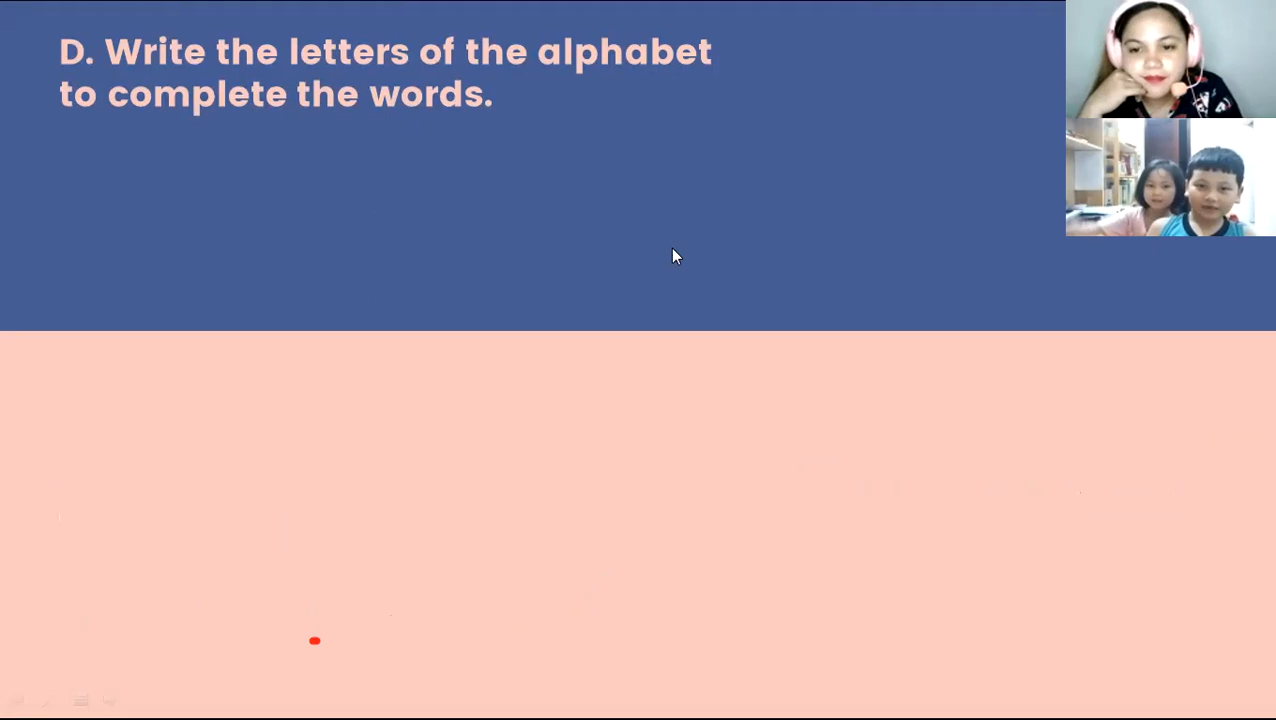 D. Write the letters of the alphabet
to complete the words.